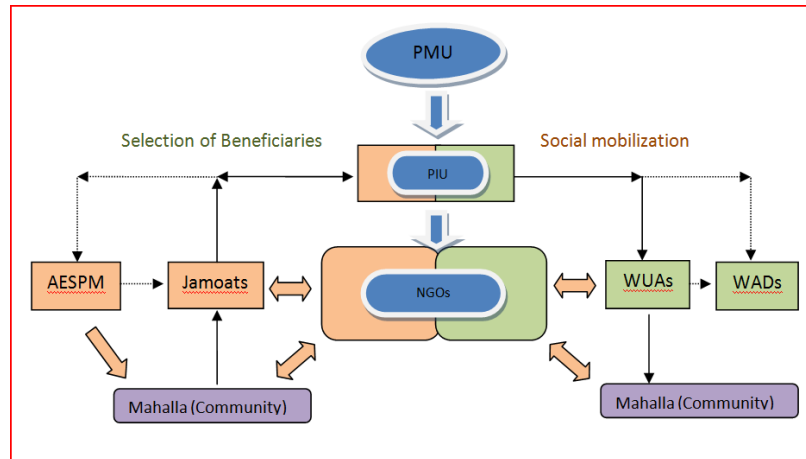 PMU
Selection of Beneficiaries
Social mobilization
PIU
AESPM
Jamoats
NGOs
WUAs
WADs
Mahalla (Community)
Mahalla (Community)